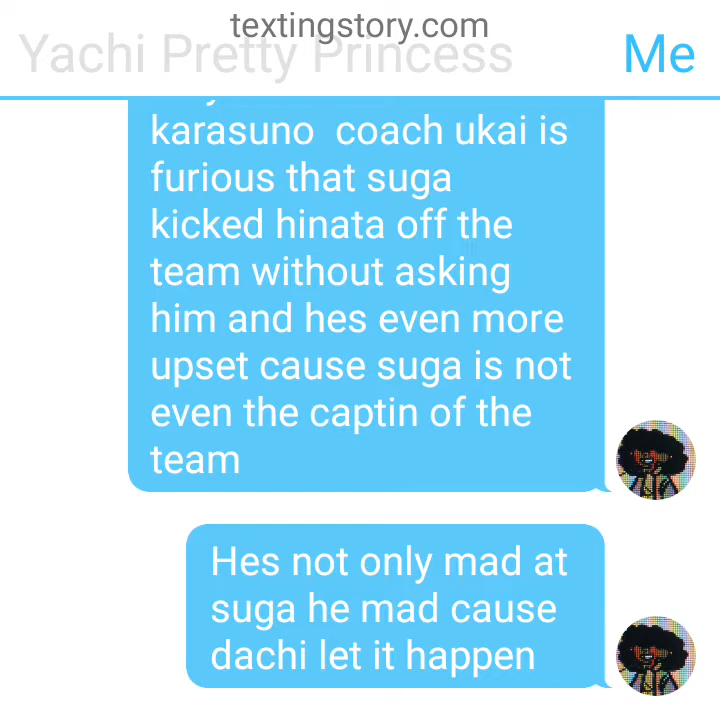 textingstory.com
Yachi Pretty Princess Me
karasuno coach ukai is
furious that suga
kicked hinata off the
team without asking
him and hes even more
upset cause suga is not
even the captin of the
team
Hes not only mad at
suga he mad cause
dachi let it happen